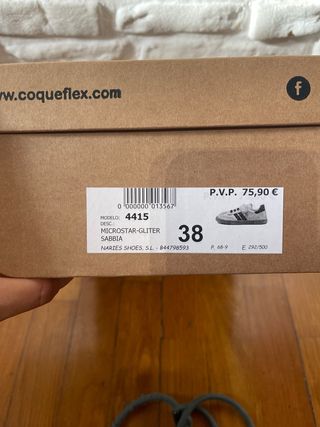 ww.coqueflex.com
f
P.V.P. 75,90 €
0 000000 013567
MODELO: 4415
DESC.:
MICROSTAR-GLITER
SABBIA
38
NARIES SHOES, S.L. - B44798593
P. 68-9 E. 292/500